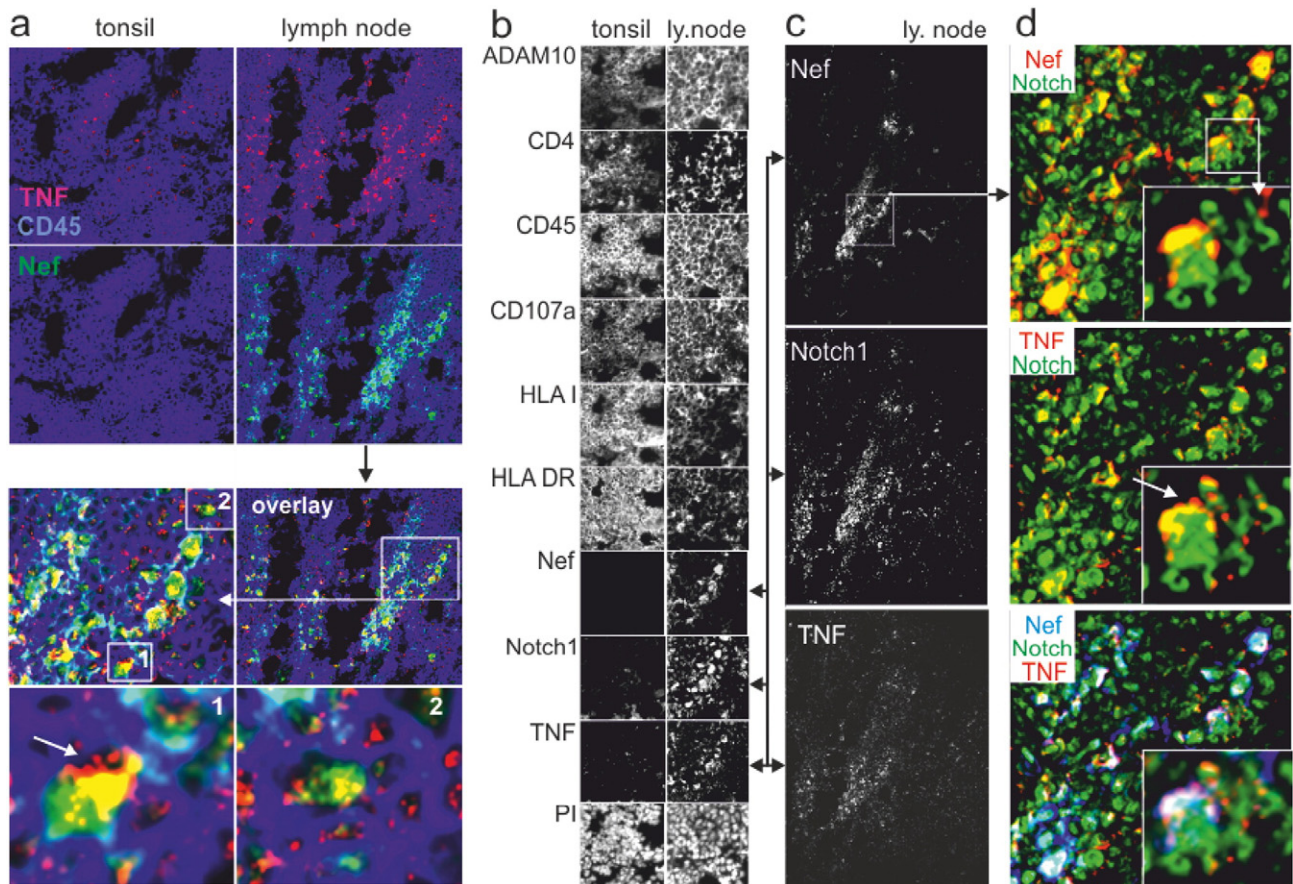 a
tonsil
lymph node
TNF
CD45
Nef
overlay
2
1
1
2
b
tonsil
ly.node
ADAM10
CD4
CD45
CD107a
HLA I
HLA DR
Nef
Notch1
TNF
PI
c
ly. node
Nef
Notch1
TNF
d
Nef
Notch
TNF
Notch
Nef
Notch
TNF